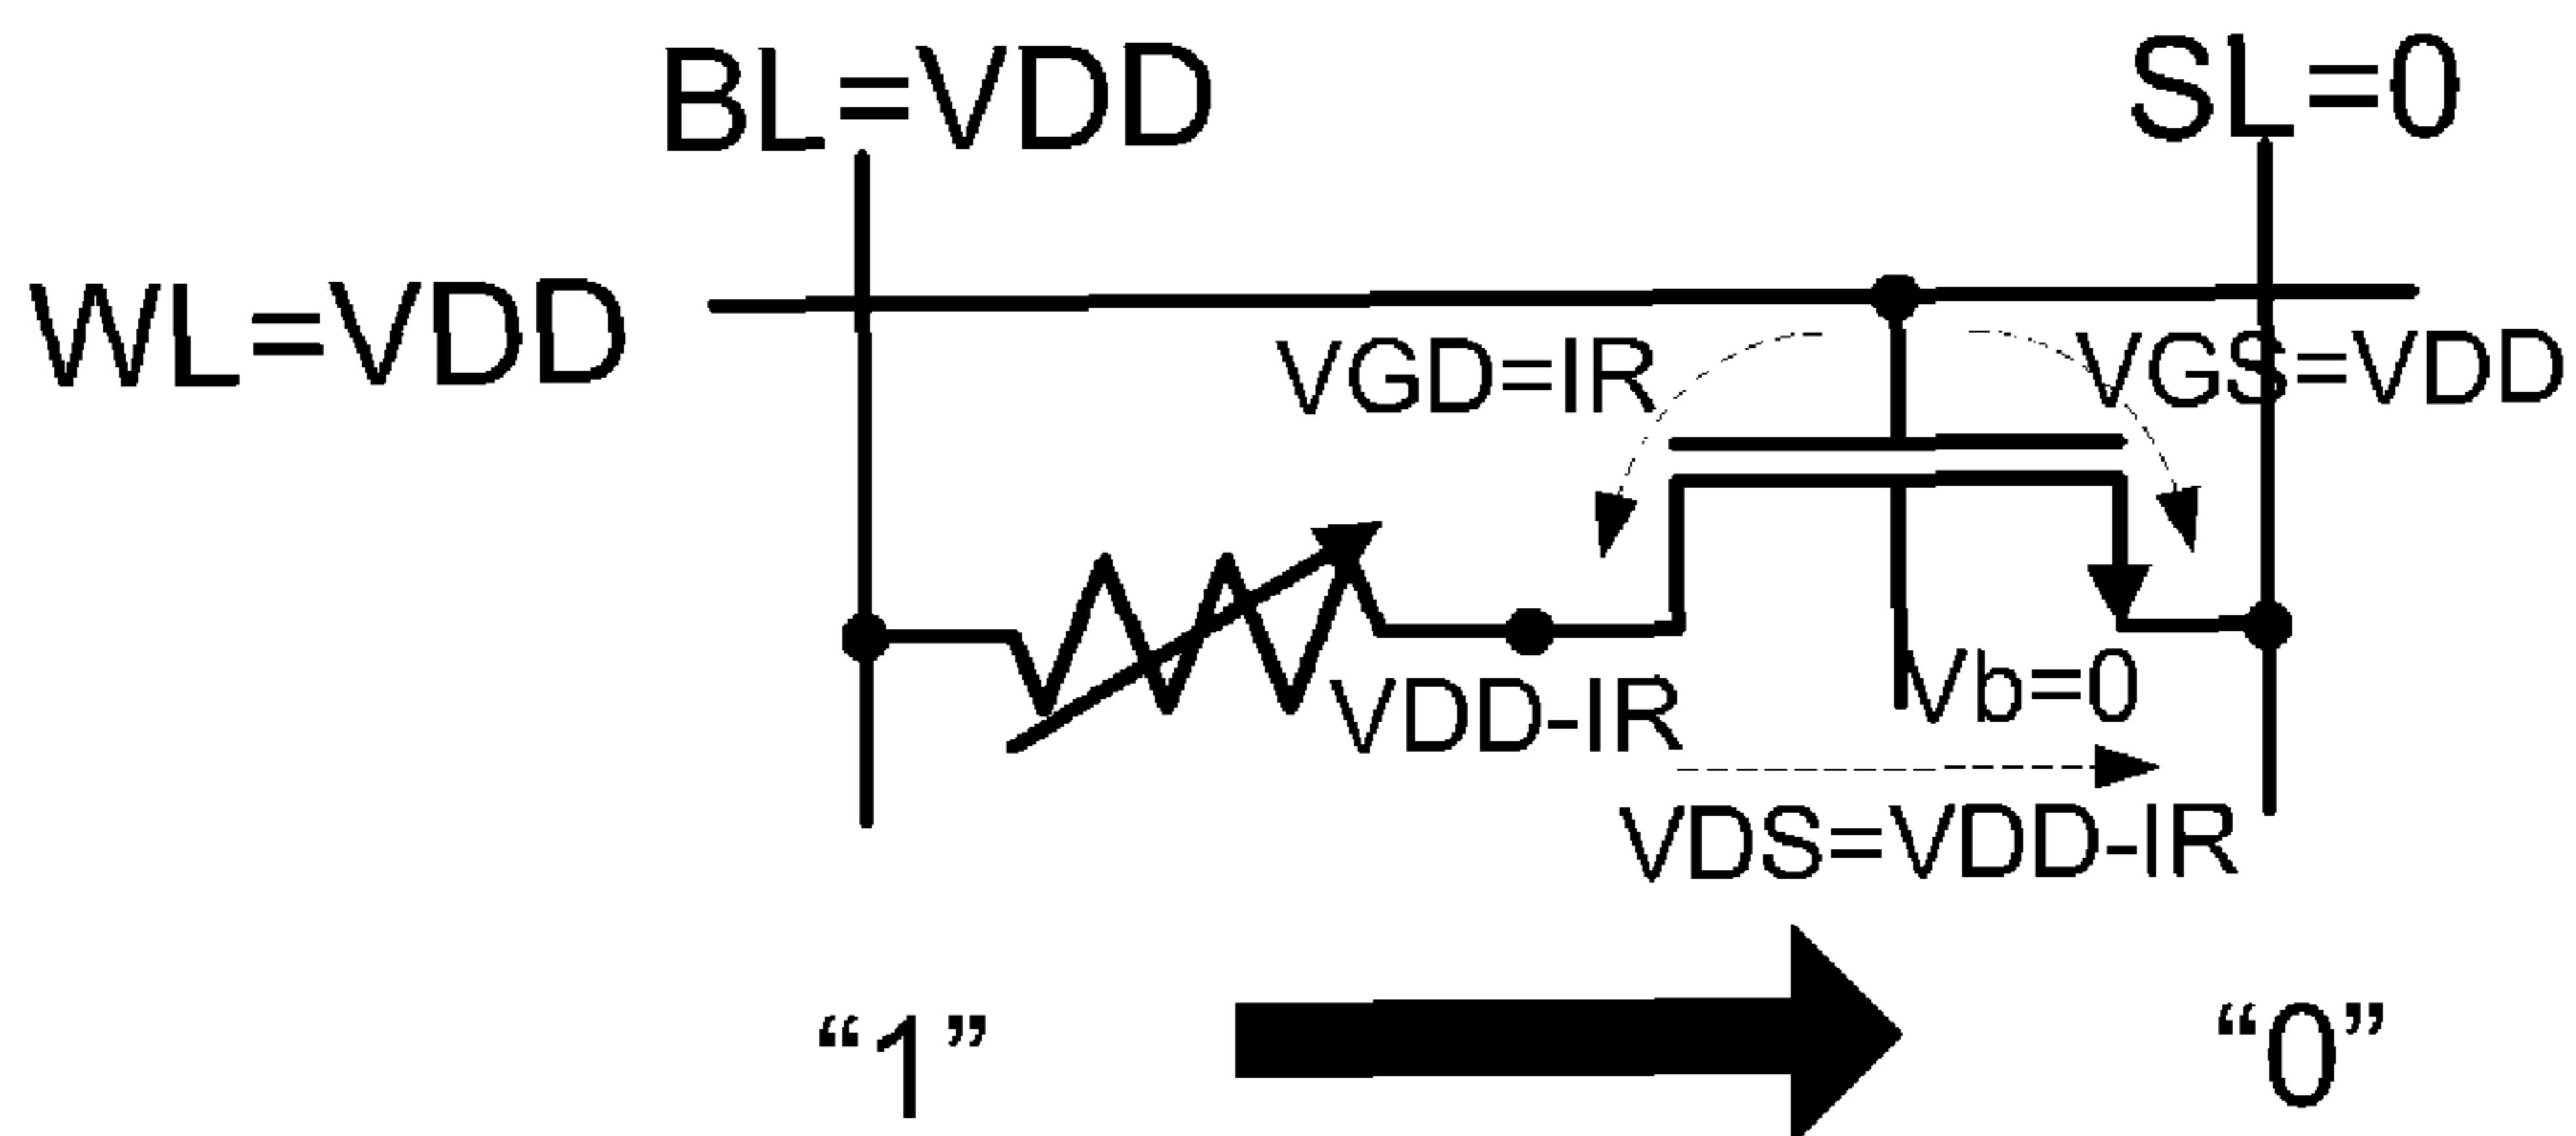 BL=VDD
SL=0
WL=VDD
VGD=IR
VGS=VDD
VDD-IR
Vb=0
VDS=VDD-IR
“1”
“0”